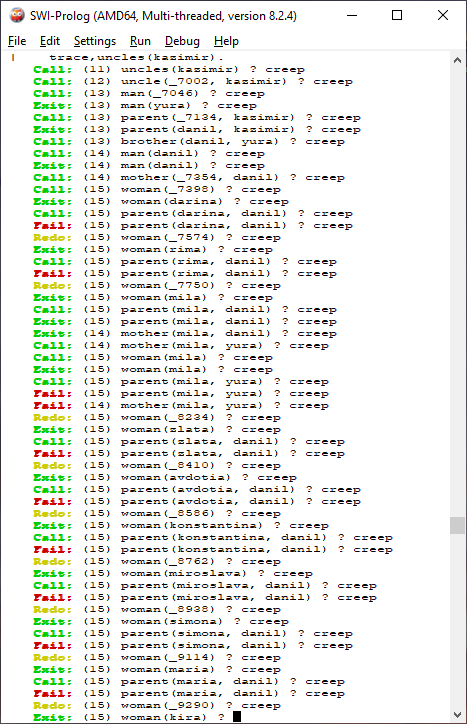 SWI-Prolog (AMD64, Multi-threaded, version 8.2.4)
File Edit Settings Run Debug Help
| trace,uncles(kazimir).
Call: (11) uncles(kazimir) ? creep
Call: (12) uncle(_7002, kazimir) ? creep
Call: (13) man(_7046) ? creep
Exit: (13) man(yura) ? creep
Call: (13) parent(_7134, kazimir) ? creep
Exit: (13) parent(danil, kazimir) ? creep
Call: (13) brother(danil, yura) ? creep
Call: (14) man(danil) ? creep
Exit: (14) man(danil) ? creep
Call: (14) mother(_7354, danil) ? creep
Call: (15) woman(_7398) ? creep
Exit: (15) woman(darina) ? creep
Call: (15) parent(darina, danil) ? creep
Fail: (15) parent(darina, danil) ? creep
Redo: (15) woman(_7574) ? creep
Exit: (15) woman(rima) ? creep
Call: (15) parent(rima, danil) ? creep
Fail: (15) parent(rima, danil) ? creep
Redo: (15) woman(_7750) ? creep
Exit: (15) woman(mila) ? creep
Call: (15) parent(mila, danil) ? creep
Exit: (15) parent(mila, danil) ? creep
Exit: (14) mother(mila, danil) ? creep
Call: (14) mother(mila, yura) ? creep
Call: (15) woman(mila) ? creep
Exit: (15) woman(mila) ? creep
Call: (15) parent(mila, yura) ? creep
Fail: (15) parent(mila, yura) ? creep
Fail: (14) mother(mila, yura) ? creep
Redo: (15) woman(_8234) ? creep
Exit: (15) woman(zlata) ? creep
Call: (15) parent(zlata, danil) ? creep
Fail: (15) parent(zlata, danil) ? creep
Redo: (15) woman(_8410) ? creep
Exit: (15) woman(avdotia) ? creep
Call: (15) parent(avdotia, danil) ? creep
Fail: (15) parent(avdotia, danil) ? creep
Redo: (15) woman(_8586) ? creep
Exit: (15) woman(konstantina) ? creep
Call: (15) parent(konstantina, danil) ? creep
Fail: (15) parent(konstantina, danil) ? creep
Redo: (15) woman(_8762) ? creep
Exit: (15) woman(miroslava) ? creep
Call: (15) parent(miroslava, danil) ? creep
Fail: (15) parent(miroslava, danil) ? creep
Redo: (15) woman(_8938) ? creep
Exit: (15) woman(simona) ? creep
Call: (15) parent(simona, danil) ? creep
Fail: (15) parent(simona, danil) ? creep
Redo: (15) woman(_9114) ? creep
Exit: (15) woman(maria) ? creep
Call: (15) parent(maria, danil) ? creep
Fail: (15) parent(maria, danil) ? creep
Redo: (15) woman(_9290) ? creep
Exit: (15) woman(kira) ?